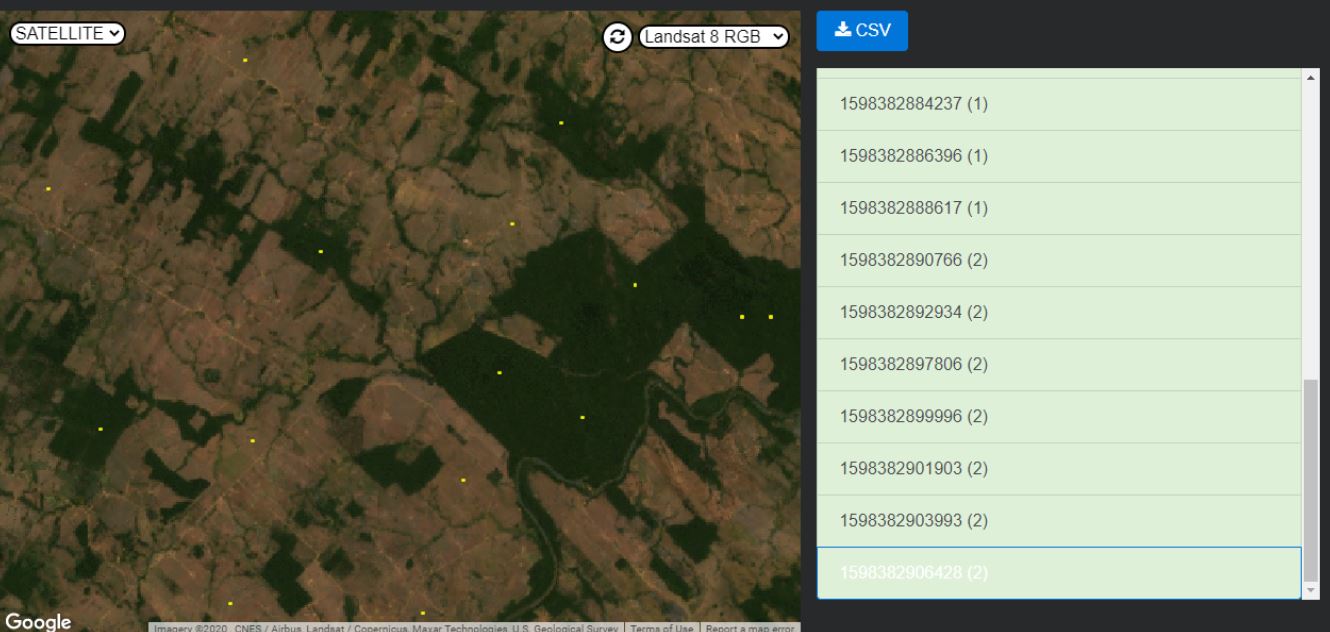 SATELLITE
Landsat 8 RGB
CSV
1598382884237 (1)
1598382886396 (1)
1598382888617 (1)
1598382890766 (2)
1598382892934 (2)
1598382897806 (2)
1598382899996 (2)
1598382901903 (2)
1598382903993 (2)
1598382906428 (2)
Google
Imagery ©2020 , CNES / Airbus, Landsat / Copernicus, Maxar Technologies, U.S. Geological Survey
Terms of Use
Report a map error